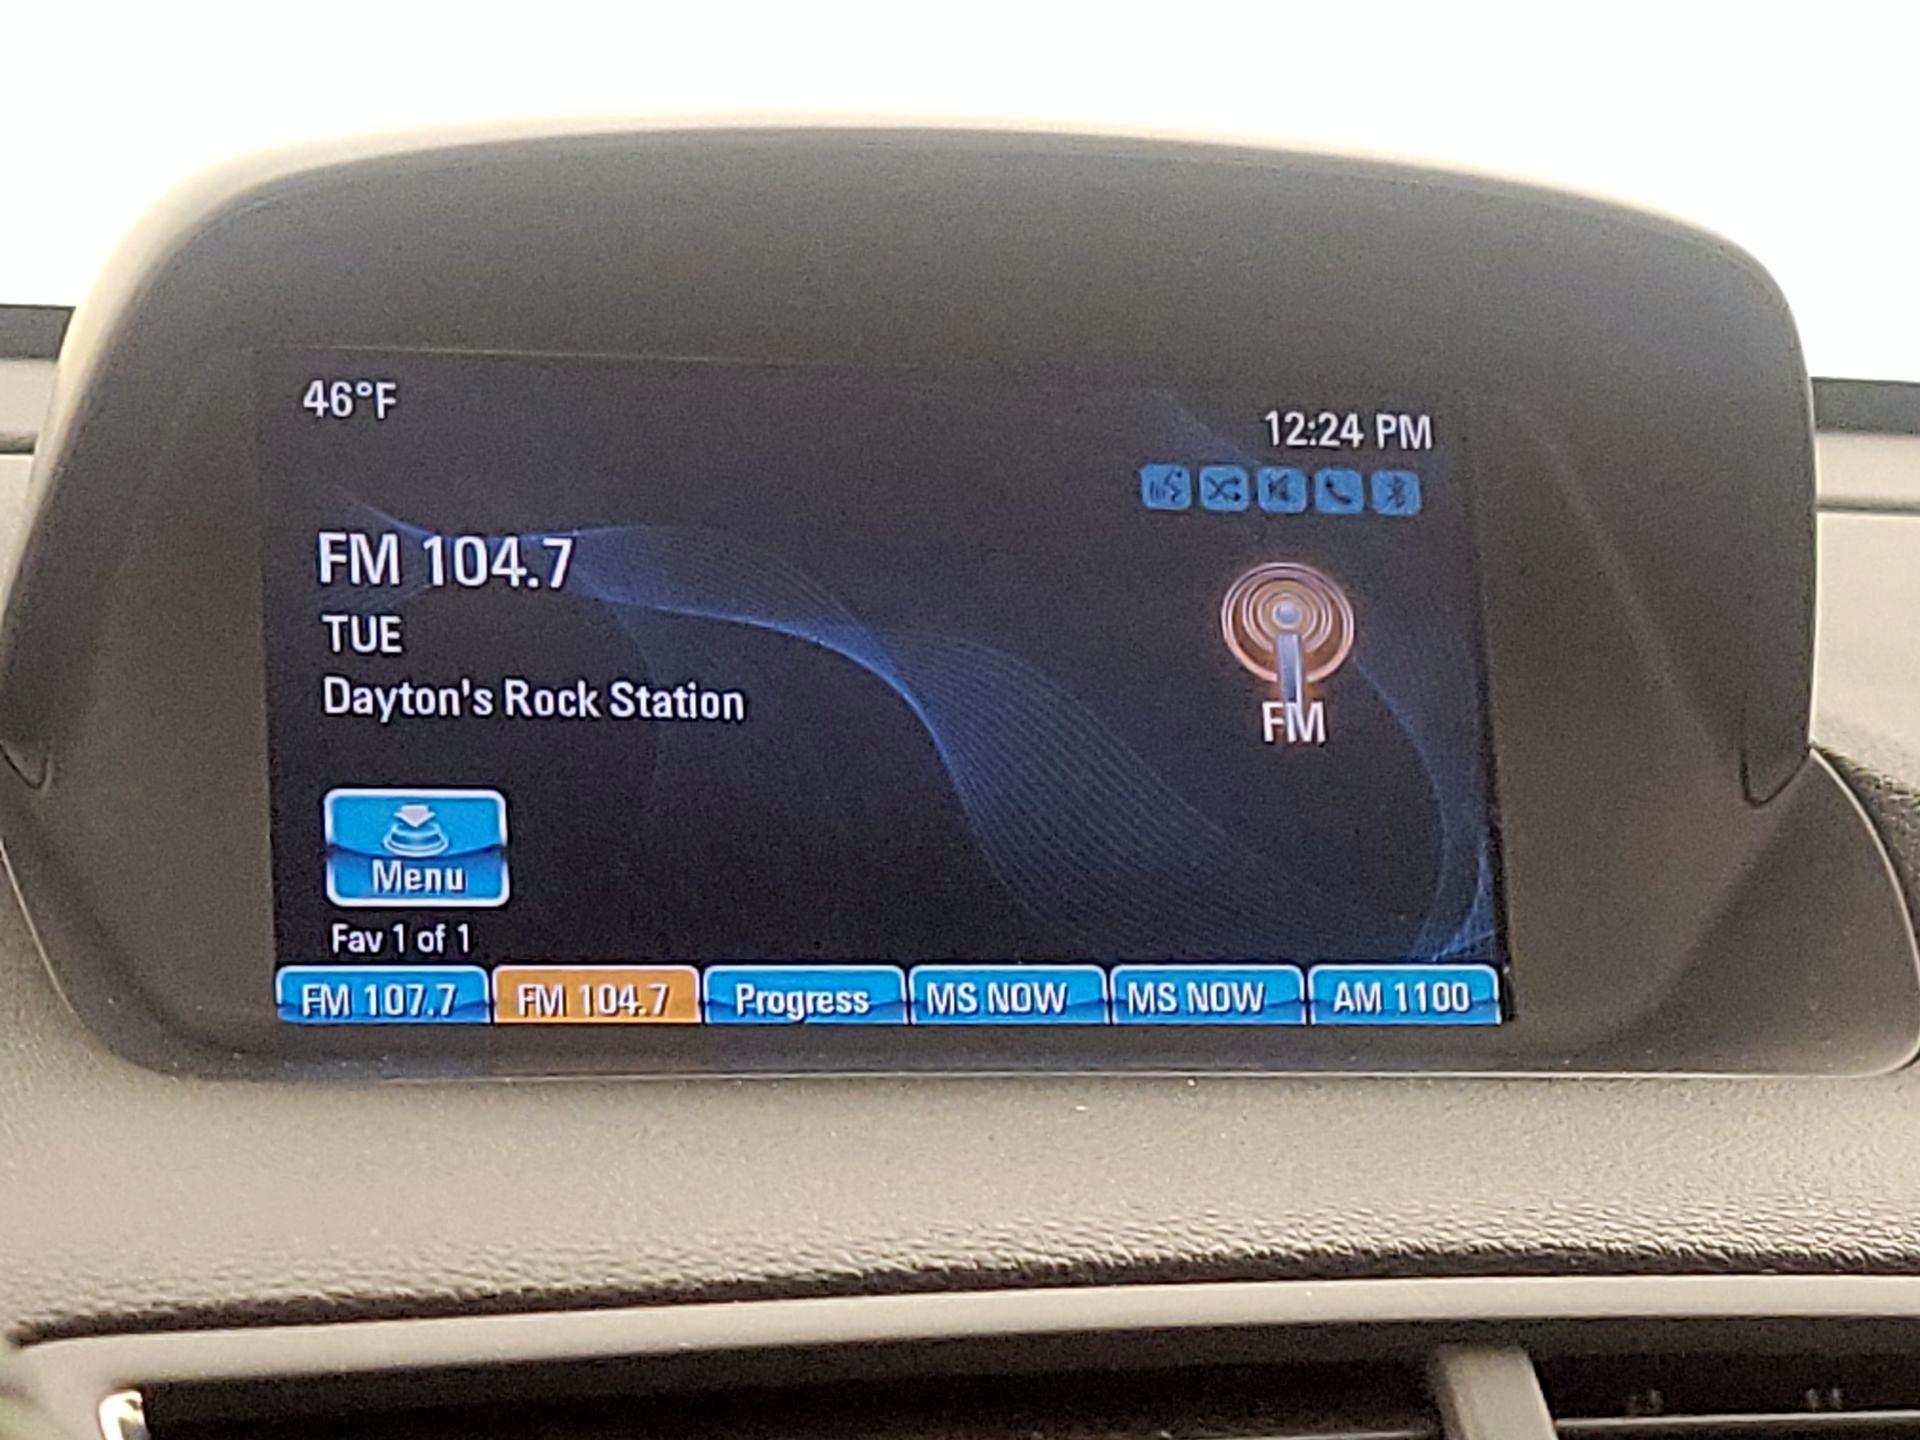 46°F
12:24 PM
FM 104.7
TUE
Dayton's Rock Station
FM
Menu
Fav 1 of 1
FM 107.7
FM 104.7
Progress
MS NOW
MS NOW
AM 1100